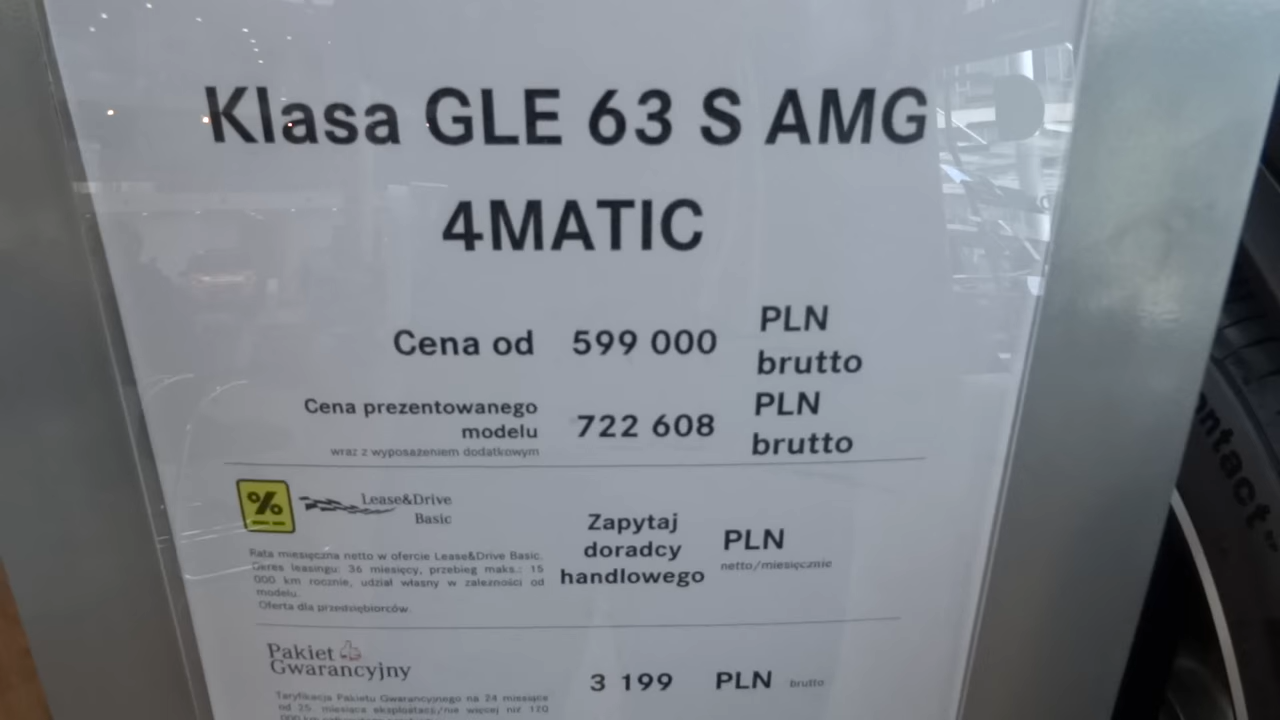 Klasa GLE 63 S AMG
4MATIC
Cena od 599 000 PLN brutto
Cena prezentowanego modelu 722 608 PLN brutto
wraz z wyposażeniem dodatkowym
%
Lease&Drive
Basic
Zapytaj
doradcy
handlowego
PLN
netto/miesięcznie
Rata miesięczna netto w ofercie Lease&Drive Basic.
Okres leasingu: 36 miesięcy, przebieg maks.: 15
000 km rocznie, udział własny w zależności od
modelu.
Oferta dla przedsiębiorców.
Pakiet
Gwarancyjny
3 199 PLN brutto
Taryfikacja Pakietu Gwarancyjnego na 24 miesiące
od 25. miesiąca eksploatacji/nie więcej niż 120
ontact